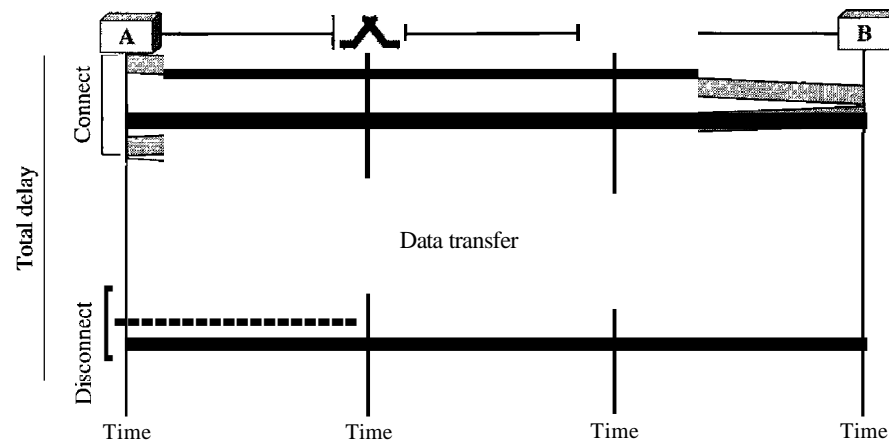 A
B
Connect
Total delay
Data transfer
Disconnect
Time
Time
Time
Time